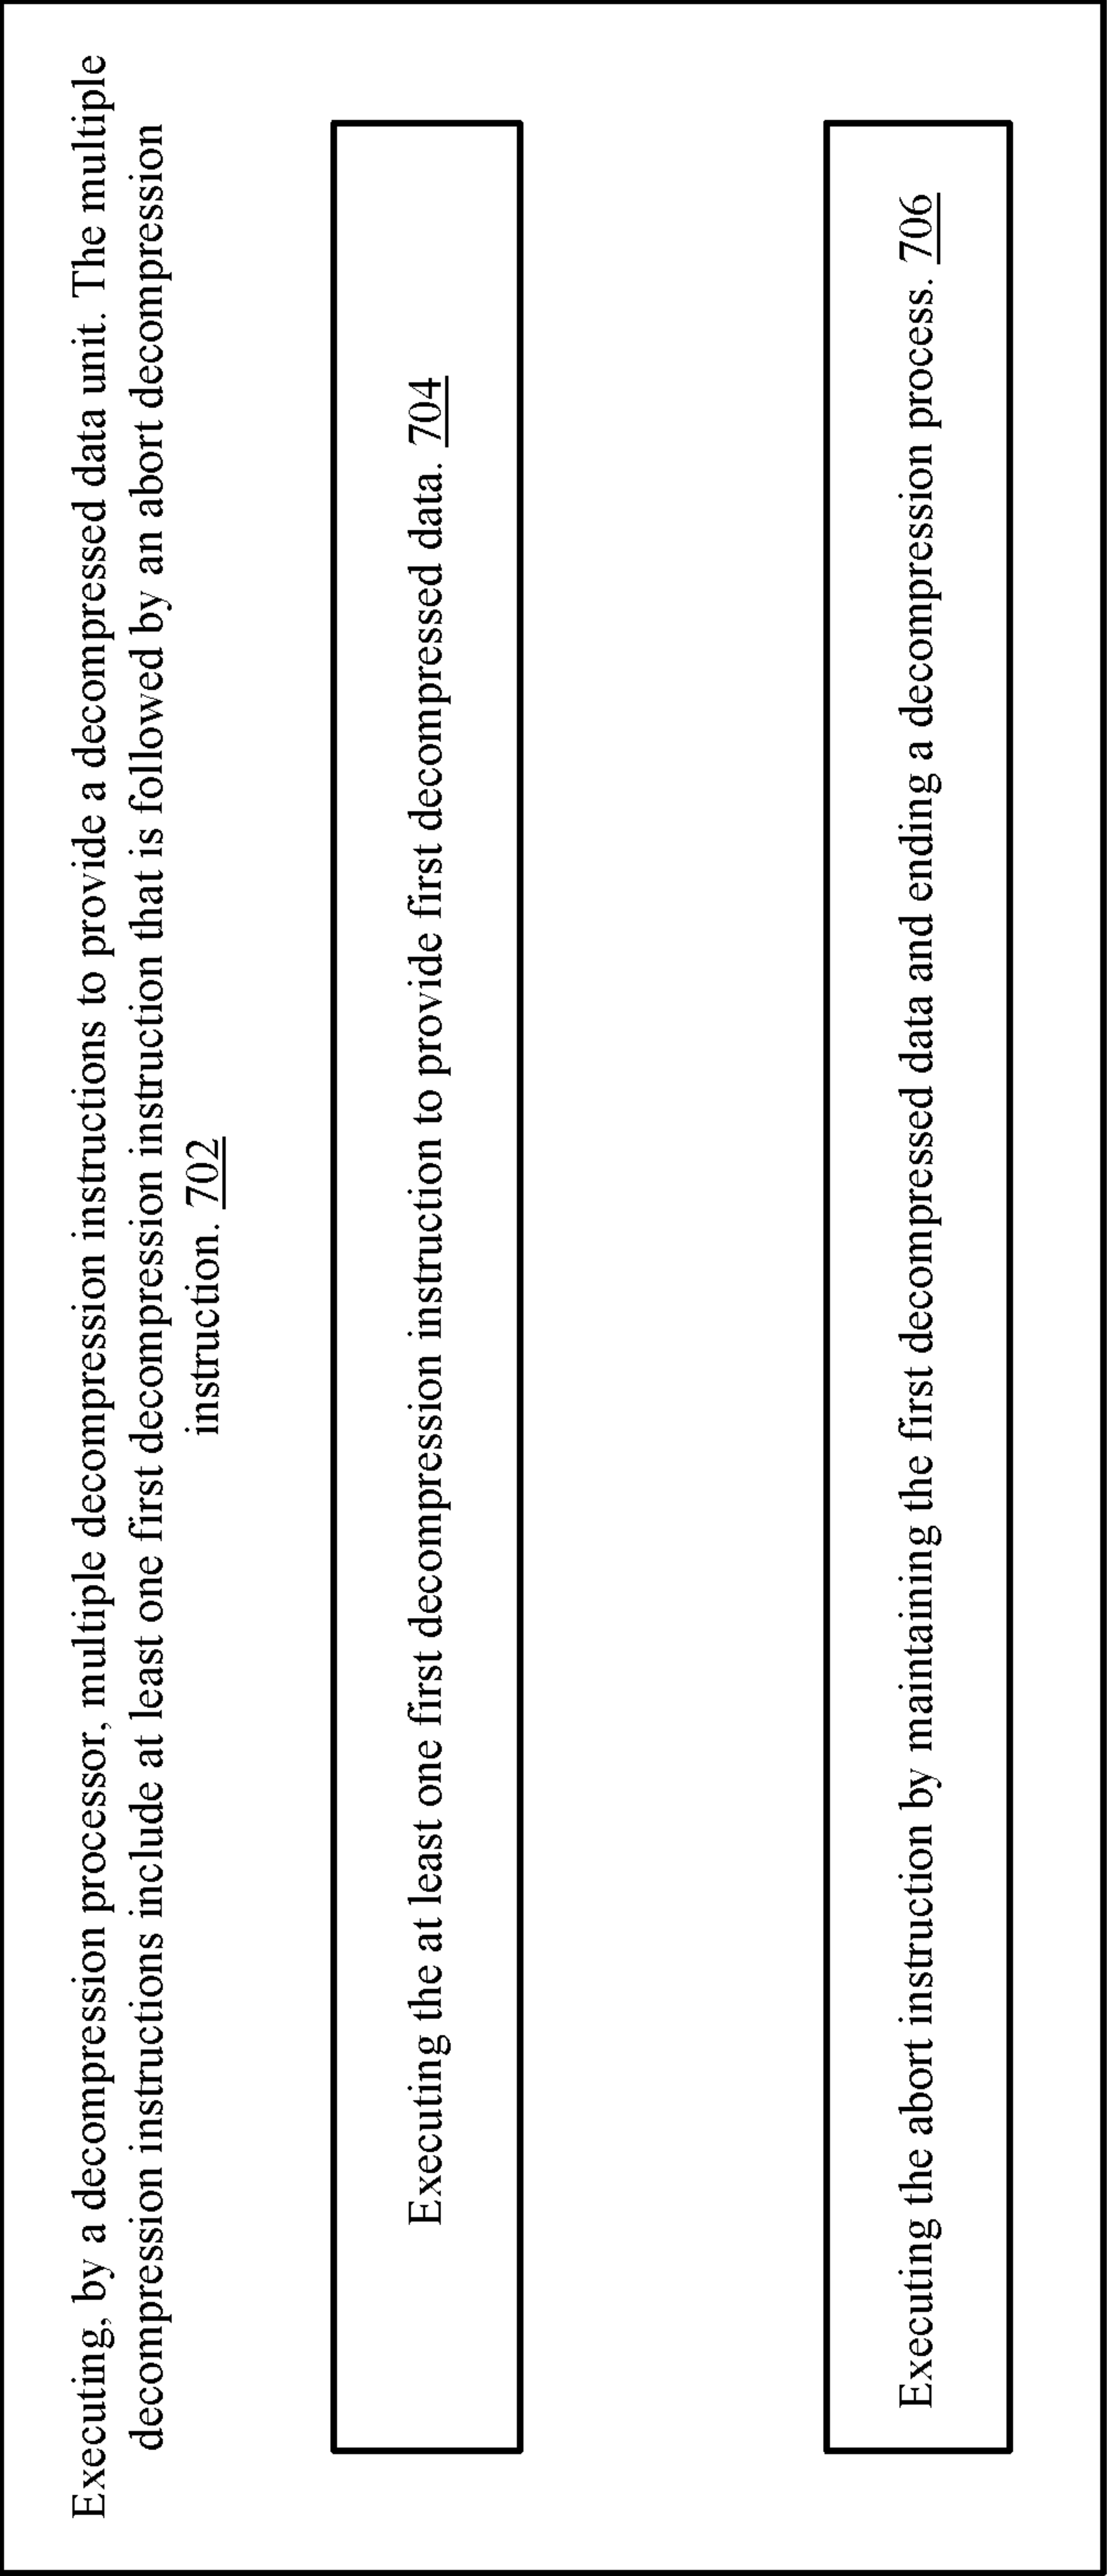 Executing, by a decompression processor, multiple decompression instructions to provide a decompressed data unit. The multiple
decompression instructions include at least one first decompression instruction that is followed by an abort decompression
instruction. 702
Executing the at least one first decompression instruction to provide first decompressed data. 704
Executing the abort instruction by maintaining the first decompressed data and ending a decompression process. 706